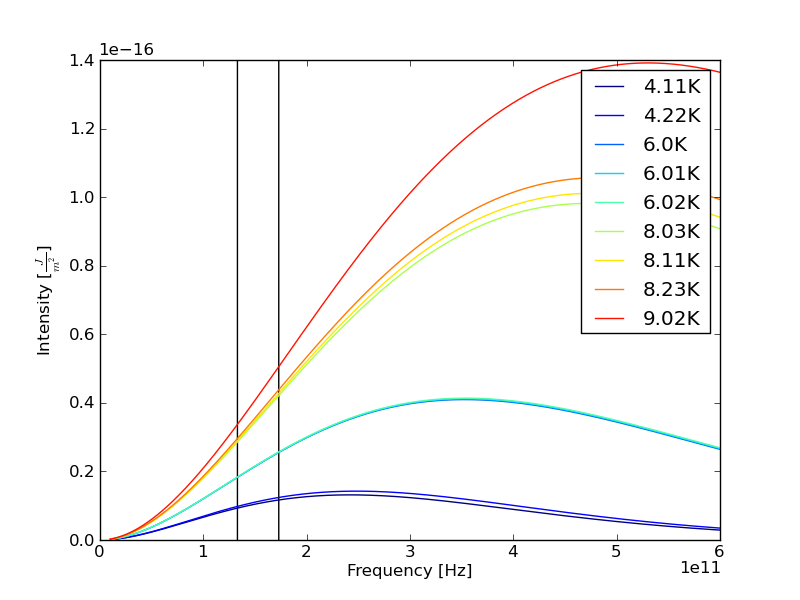 1e−16
1.4
1.2
1.0
0.8
0.6
0.4
0.2
0.0
Intensity [J/m²]
4.11K
4.22K
6.0K
6.01K
6.02K
8.03K
8.11K
8.23K
9.02K
0 1 2 3 4 5 6
1e11
Frequency [Hz]